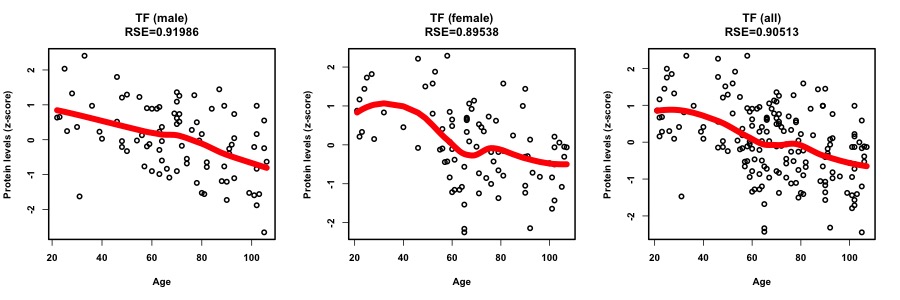 TF (male)
RSE=0.91986
Protein levels (z-score)
2
1
0
-1
-2
20 40 60 80 100
Age
TF (female)
RSE=0.89538
Protein levels (z-score)
2
1
0
-1
-2
20 40 60 80 100
Age
TF (all)
RSE=0.90513
Protein levels (z-score)
2
1
0
-1
-2
20 40 60 80 100
Age